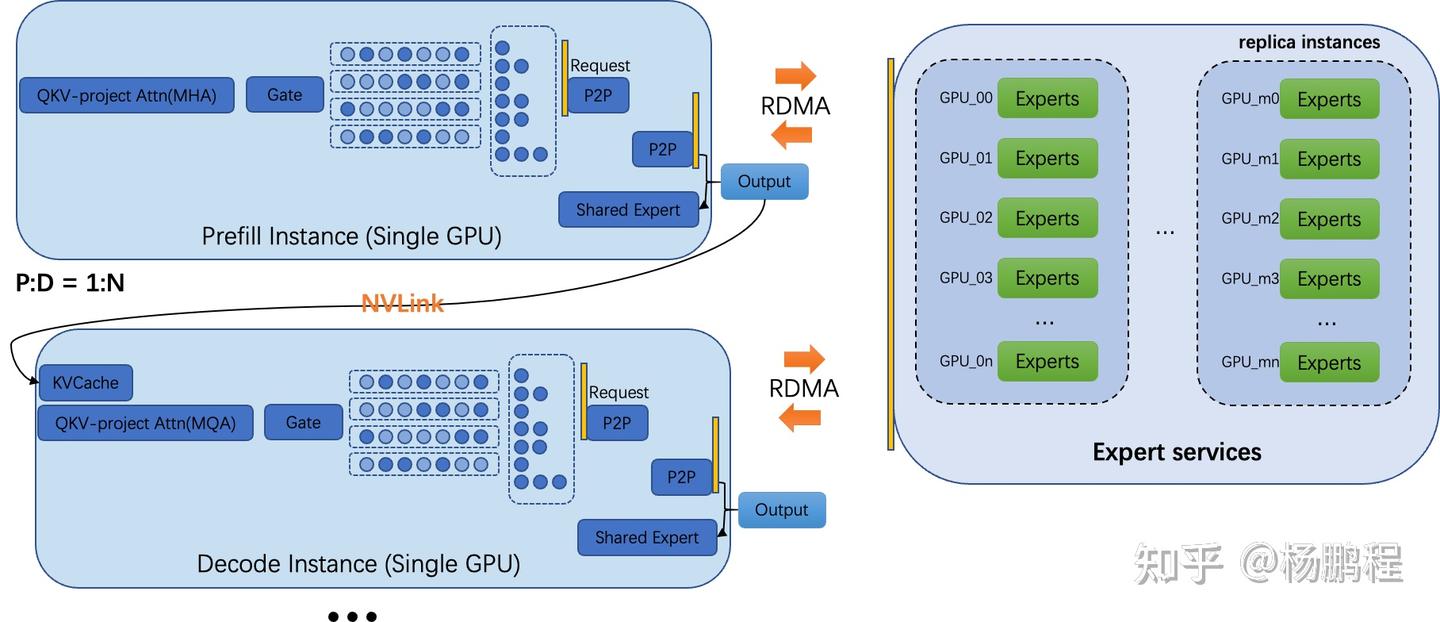 QKV-project Attn(MHA)
Gate
Request
P2P
P2P
Shared Expert
Output
Prefill Instance (Single GPU)
RDMA
P:D = 1:N
NVLink
KVCache
QKV-project Attn(MQA)
Gate
Request
P2P
P2P
Shared Expert
Output
Decode Instance (Single GPU)
RDMA
•••
replica instances
GPU_00 Experts
GPU_01 Experts
GPU_02 Experts
GPU_03 Experts
...
GPU_0n Experts
...
GPU_m0 Experts
GPU_m1 Experts
GPU_m2 Experts
GPU_m3 Experts
...
GPU_mn Experts
Expert services
知乎 @杨鹏程